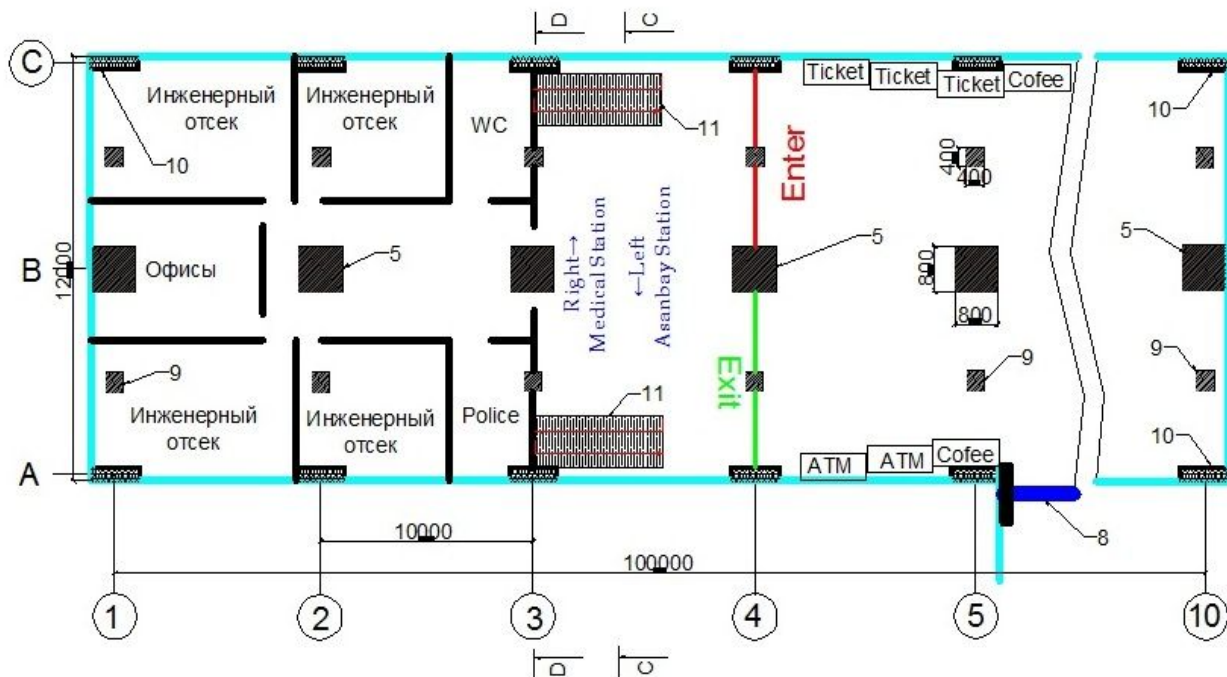 D
C
C
Инженерный
отсек
Инженерный
отсек
WC
Ticket
Ticket
Ticket
Cofee
10
11
10
Enter
400
400
B
12000
Офисы
5
Right→
Medical Station
←Left
Asanbay Station
5
800
800
5
9
Инженерный
отсек
Инженерный
отсек
Police
11
Exit
9
9
10
A
ATM
ATM
Cofee
8
10000
100000
1
2
3
4
5
10
D
C